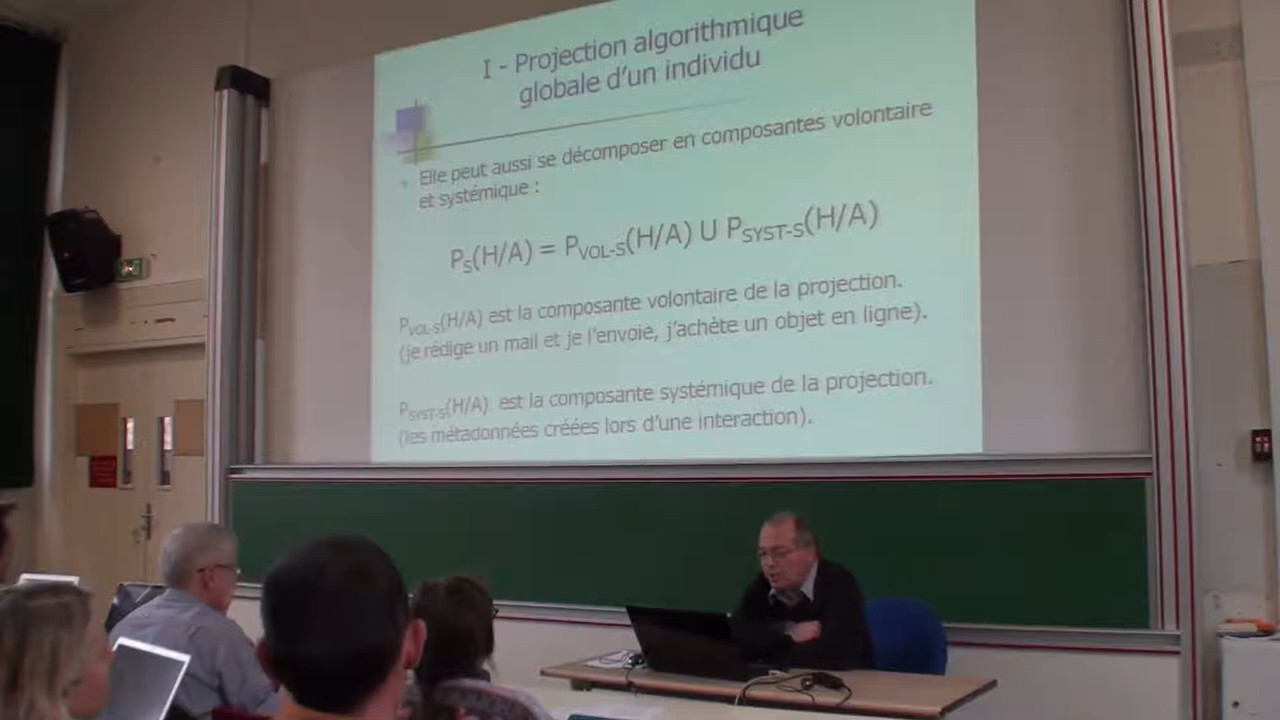 I - Projection algorithmique
globale d'un individu
Elle peut aussi se décomposer en composantes volontaire
et systémique :
P_S(H/A) = P_VOL-S(H/A) U P_SYST-S(H/A)
P_VOL-S(H/A) est la composante volontaire de la projection.
(je rédige un mail et je l'envoie, j'achète un objet en ligne).
P_SYST-S(H/A) est la composante systémique de la projection.
(les métadonnées créées lors d'une interaction).